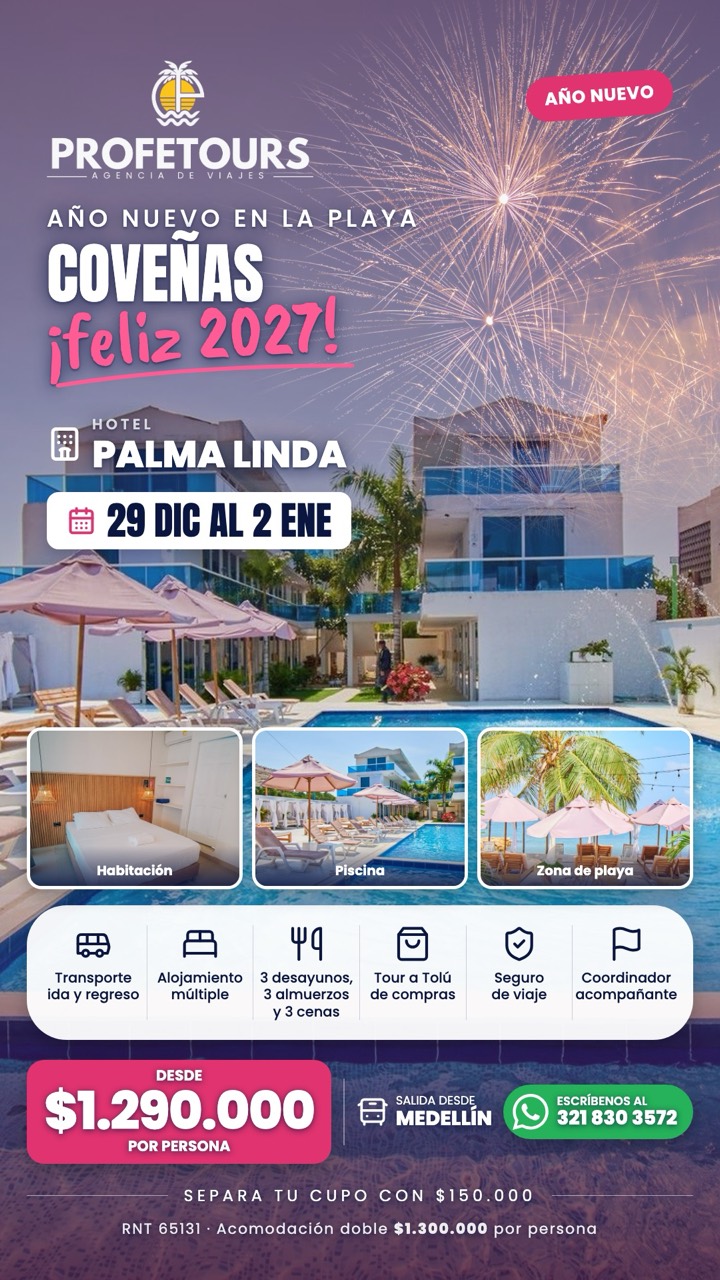 AÑO NUEVO
PROFETOURS
AGENCIA DE VIAJES
AÑO NUEVO EN LA PLAYA
COVEÑAS
¡feliz 2027!
HOTEL
PALMA LINDA
29 DIC AL 2 ENE
Habitación
Piscina
Zona de playa
Transporte
ida y regreso
Alojamiento
múltiple
3 desayunos,
3 almuerzos
y 3 cenas
Tour a Tolú
de compras
Seguro
de viaje
Coordinador
acompañante
DESDE
$1.290.000
POR PERSONA
SALIDA DESDE
MEDELLÍN
ESCRÍBENOS AL
321 830 3572
SEPARA TU CUPO CON $150.000
RNT 65131 · Acomodación doble $1.300.000 por persona